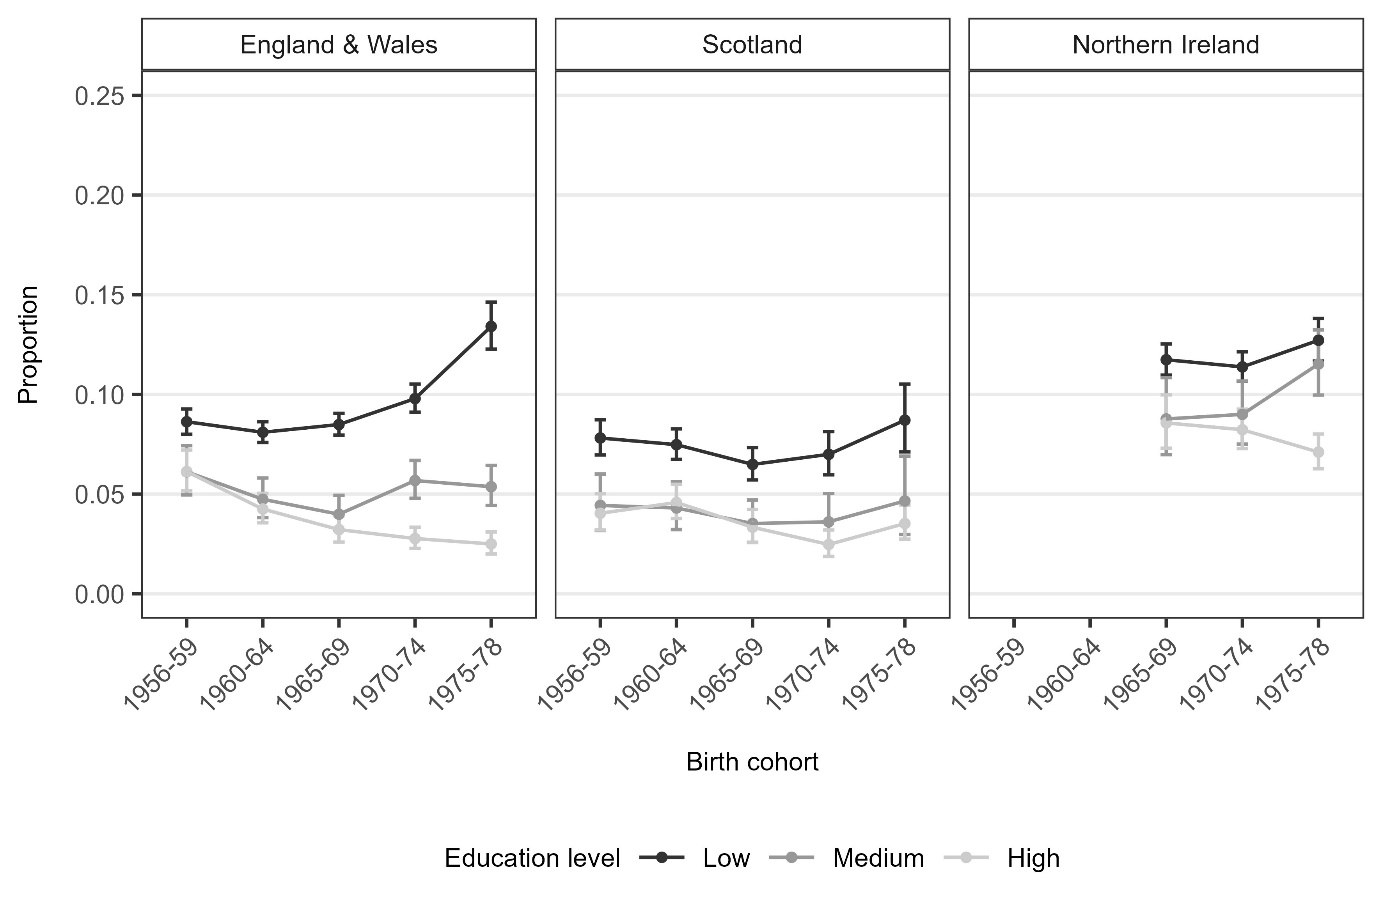 England & Wales
Scotland
Northern Ireland
Proportion
0.25
0.20
0.15
0.10
0.05
0.00
1956-59 1960-64 1965-69 1970-74 1975-78
1956-59 1960-64 1965-69 1970-74 1975-78
1956-59 1960-64 1965-69 1970-74 1975-78
Birth cohort
Education level Low Medium High